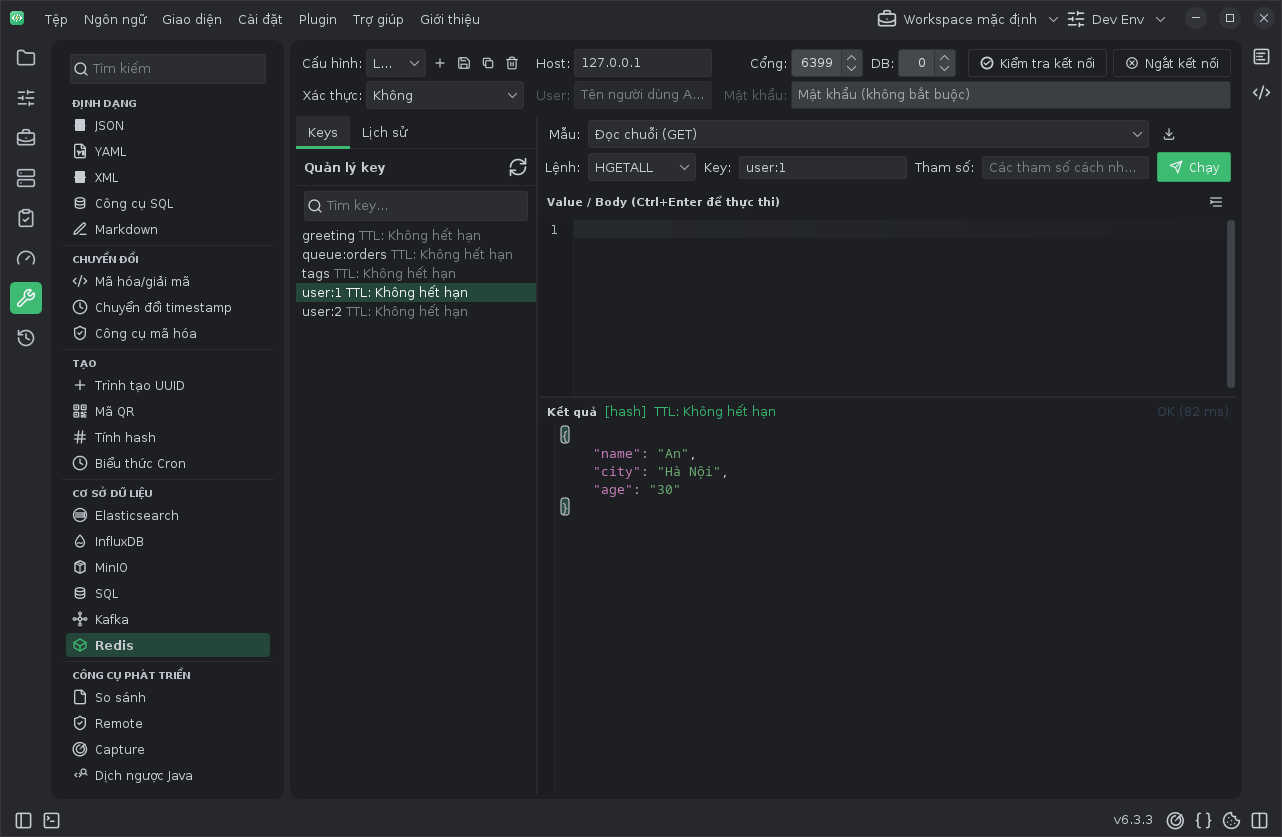 Tệp Ngôn ngữ Giao diện Cài đặt Plugin Trợ giúp Giới thiệu Workspace mặc định Dev Env
Tìm kiếm
ĐỊNH DẠNG
JSON
YAML
XML
Công cụ SQL
Markdown
CHUYỂN ĐỔI
Mã hóa/giải mã
Chuyển đổi timestamp
Công cụ mã hóa
TẠO
Trình tạo UUID
Mã QR
Tính hash
Biểu thức Cron
CƠ SỞ DỮ LIỆU
Elasticsearch
InfluxDB
MinIO
SQL
Kafka
Redis
CÔNG CỤ PHÁT TRIỂN
So sánh
Remote
Capture
Dịch ngược Java
Cấu hình: L... Host: 127.0.0.1 Cổng: 6399 DB: 0 Kiểm tra kết nối Ngắt kết nối
Xác thực: Không User: Tên người dùng A... Mật khẩu: Mật khẩu (không bắt buộc)
Keys Lịch sử
Quản lý key
Tìm key...
greeting TTL: Không hết hạn
queue:orders TTL: Không hết hạn
tags TTL: Không hết hạn
user:1 TTL: Không hết hạn
user:2 TTL: Không hết hạn
Mẫu: Đọc chuỗi (GET)
Lệnh: HGETALL Key: user:1 Tham số: Các tham số cách nh... Chạy
Value / Body (Ctrl+Enter để thực thi)
1
Kết quả [hash] TTL: Không hết hạn OK (82 ms)
{
"name": "An",
"city": "Hà Nội",
"age": "30"
}
v6.3.3